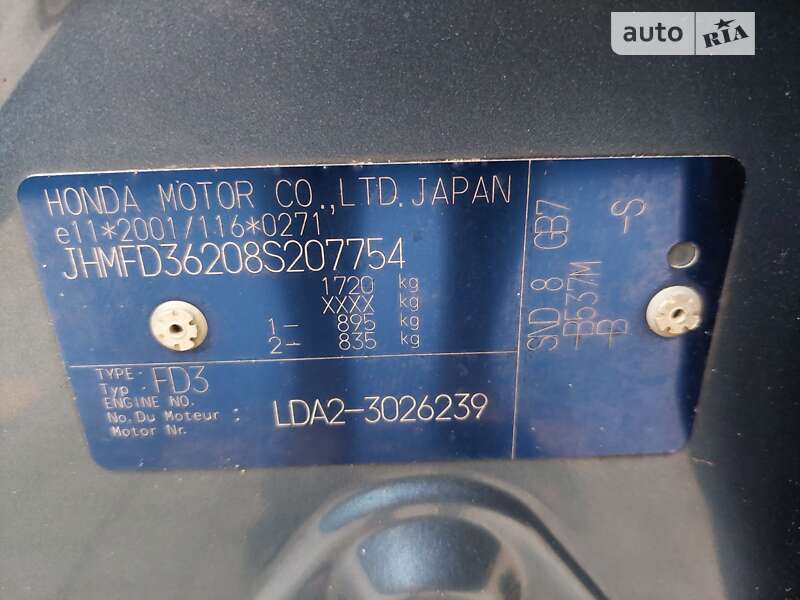 auto RIA
HONDA MOTOR CO.,LTD.JAPAN
e11*2001/116*0271
JHMFD36208S207754
1720 kg
XXXX kg
1- 895 kg
2- 835 kg
TYPE:
Typ FD3
ENGINE NO.
No.Du Moteur : LDA2-3026239
Motor Nr.
SND 8 GB7 -S
-B537M
-B